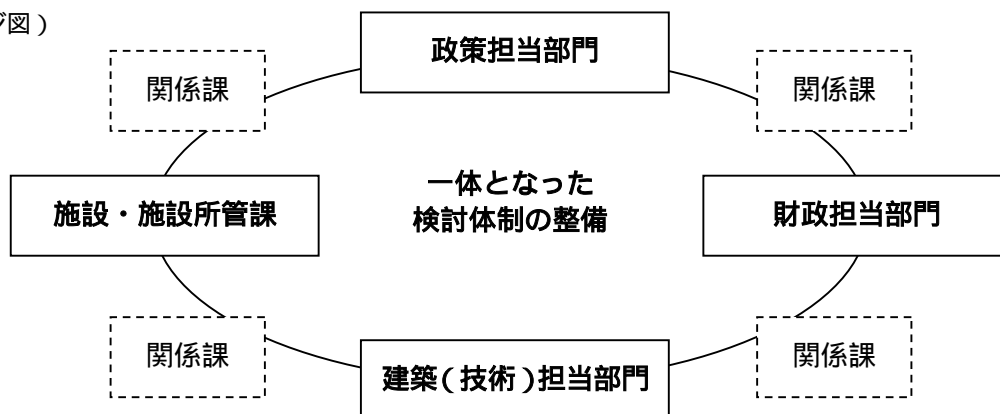 ジ図)
政策担当部門
関係課
関係課
一体となった
検討体制の整備
施設・施設所管課
財政担当部門
関係課
関係課
建築(技術)担当部門